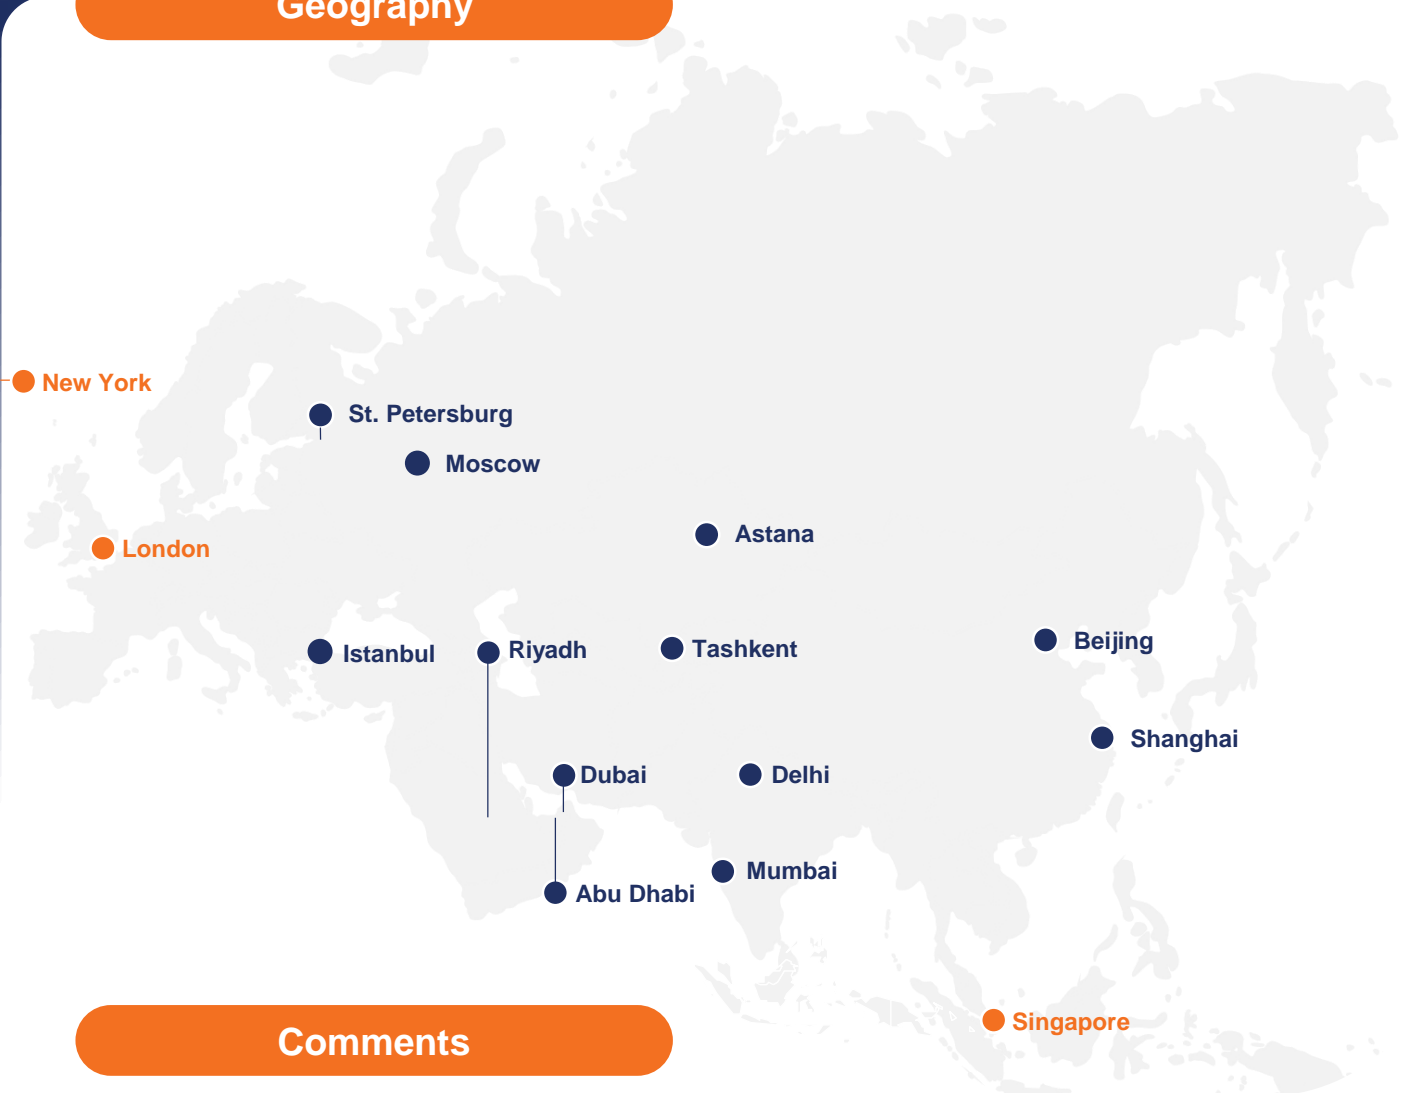 Geography
New York
St. Petersburg
Moscow
Astana
London
Istanbul
Riyadh
Tashkent
Beijing
Shanghai
Dubai
Delhi
Mumbai
Abu Dhabi
Singapore
Comments